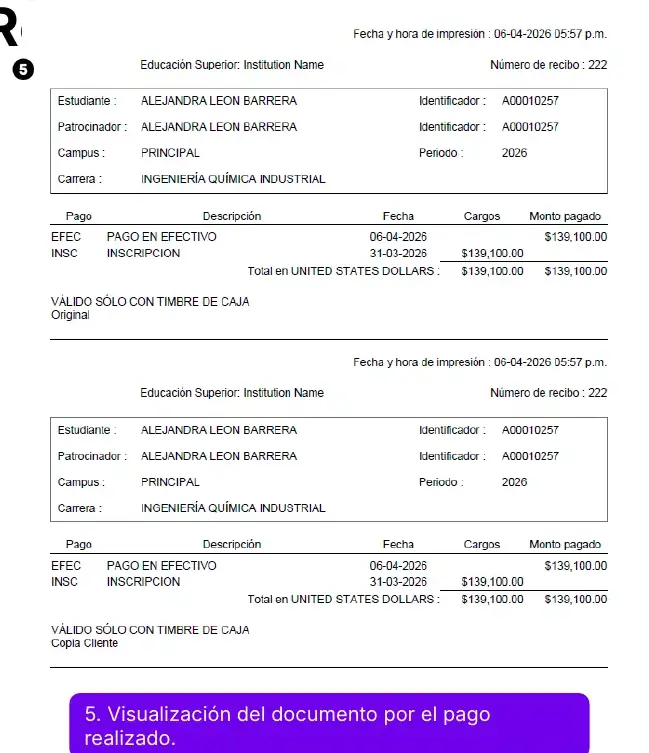 R
5
Fecha y hora de impresión : 06-04-2026 05:57 p.m.
Educación Superior: Institution Name Número de recibo : 222
Estudiante : ALEJANDRA LEON BARRERA Identificador : A00010257
Patrocinador : ALEJANDRA LEON BARRERA Identificador : A00010257
Campus : PRINCIPAL Periodo : 2026
Carrera : INGENIERÍA QUÍMICA INDUSTRIAL
Pago Descripción Fecha Cargos Monto pagado
EFEC PAGO EN EFECTIVO 06-04-2026 $139,100.00
INSC INSCRIPCION 31-03-2026 $139,100.00
Total en UNITED STATES DOLLARS : $139,100.00 $139,100.00
VÁLIDO SÓLO CON TIMBRE DE CAJA
Original
Fecha y hora de impresión : 06-04-2026 05:57 p.m.
Educación Superior: Institution Name Número de recibo : 222
Estudiante : ALEJANDRA LEON BARRERA Identificador : A00010257
Patrocinador : ALEJANDRA LEON BARRERA Identificador : A00010257
Campus : PRINCIPAL Periodo : 2026
Carrera : INGENIERÍA QUÍMICA INDUSTRIAL
Pago Descripción Fecha Cargos Monto pagado
EFEC PAGO EN EFECTIVO 06-04-2026 $139,100.00
INSC INSCRIPCION 31-03-2026 $139,100.00
Total en UNITED STATES DOLLARS : $139,100.00 $139,100.00
VÁLIDO SÓLO CON TIMBRE DE CAJA
Copia Cliente
5. Visualización del documento por el pago
realizado.